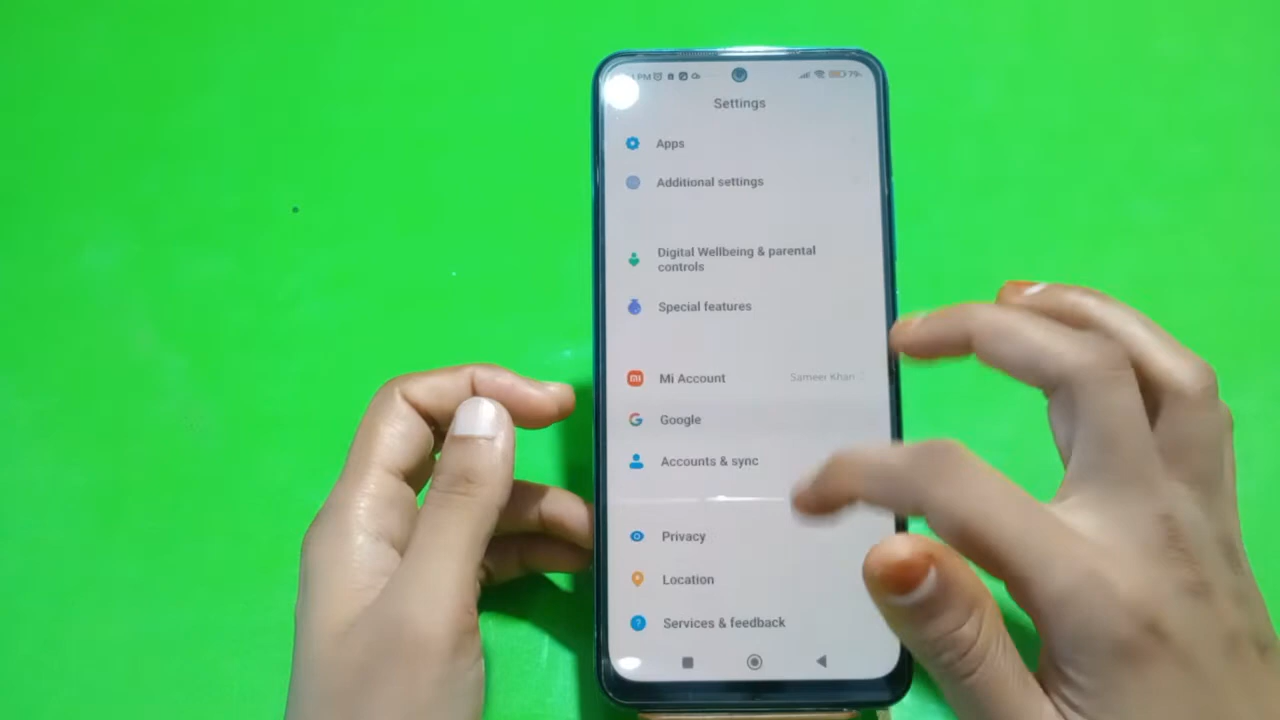 Settings
Apps
Additional settings
Digital Wellbeing & parental
controls
Special features
Mi Account Sameer Khan
Google
Accounts & sync
Privacy
Location
Services & feedback